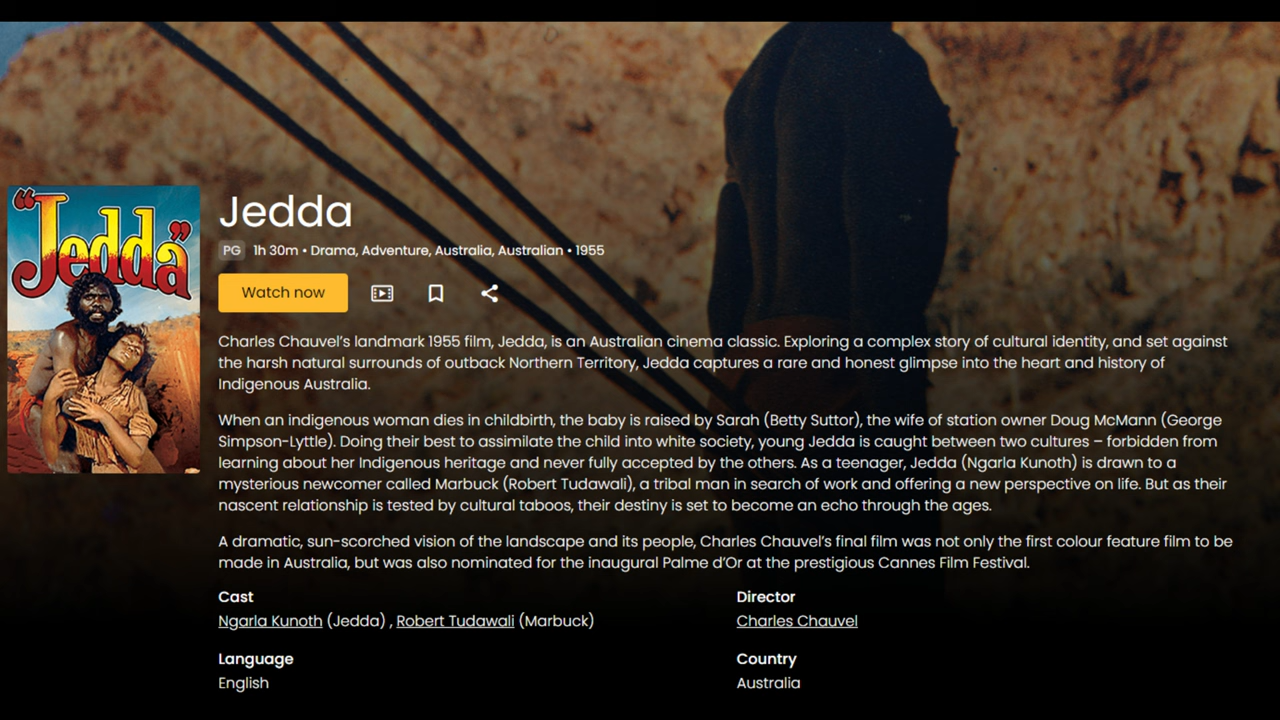 "Jedda"
Jedda
PG 1h 30m • Drama, Adventure, Australia, Australian • 1955
Watch now
Charles Chauvel's landmark 1955 film, Jedda, is an Australian cinema classic. Exploring a complex story of cultural identity, and set against
the harsh natural surrounds of outback Northern Territory, Jedda captures a rare and honest glimpse into the heart and history of
Indigenous Australia.
When an indigenous woman dies in childbirth, the baby is raised by Sarah (Betty Suttor), the wife of station owner Doug McMann (George
Simpson-Lyttle). Doing their best to assimilate the child into white society, young Jedda is caught between two cultures – forbidden from
learning about her Indigenous heritage and never fully accepted by the others. As a teenager, Jedda (Ngarla Kunoth) is drawn to a
mysterious newcomer called Marbuck (Robert Tudawali), a tribal man in search of work and offering a new perspective on life. But as their
nascent relationship is tested by cultural taboos, their destiny is set to become an echo through the ages.
A dramatic, sun-scorched vision of the landscape and its people, Charles Chauvel's final film was not only the first colour feature film to be
made in Australia, but was also nominated for the inaugural Palme d'Or at the prestigious Cannes Film Festival.
Cast
Ngarla Kunoth (Jedda) , Robert Tudawali (Marbuck)
Director
Charles Chauvel
Language
English
Country
Australia